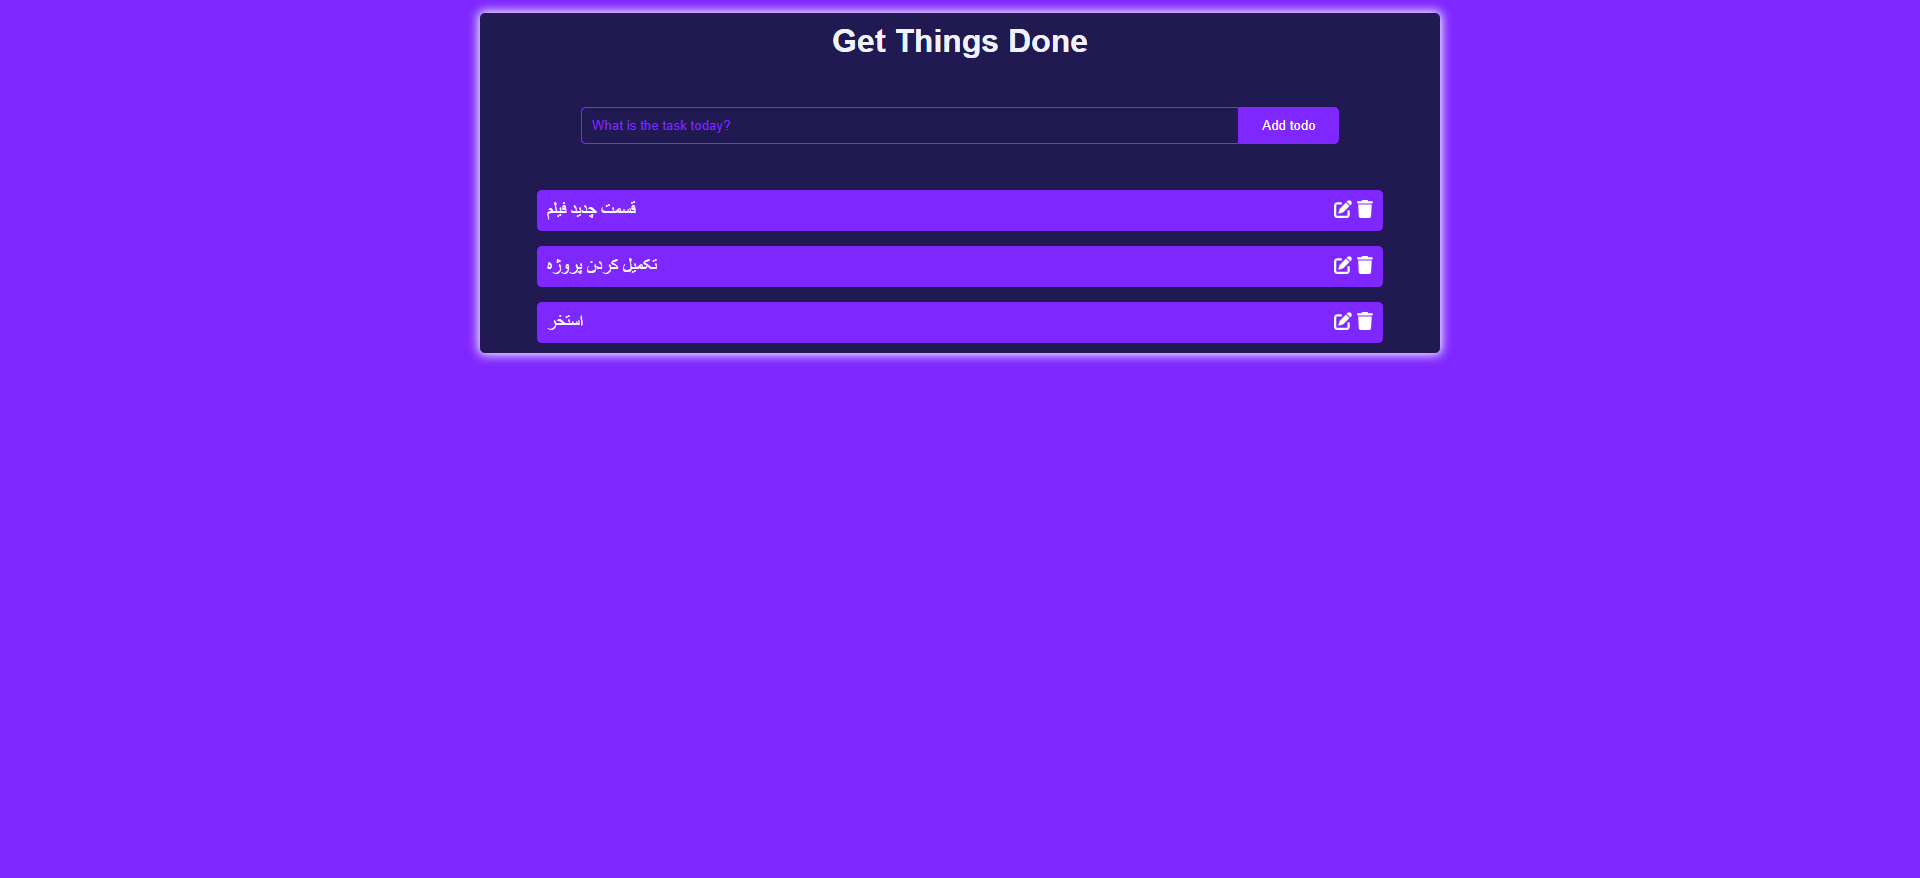 Get Things Done
What is the task today?
Add todo
قسمت جدید فیلم
تکمیل کردن پروژه
استخر